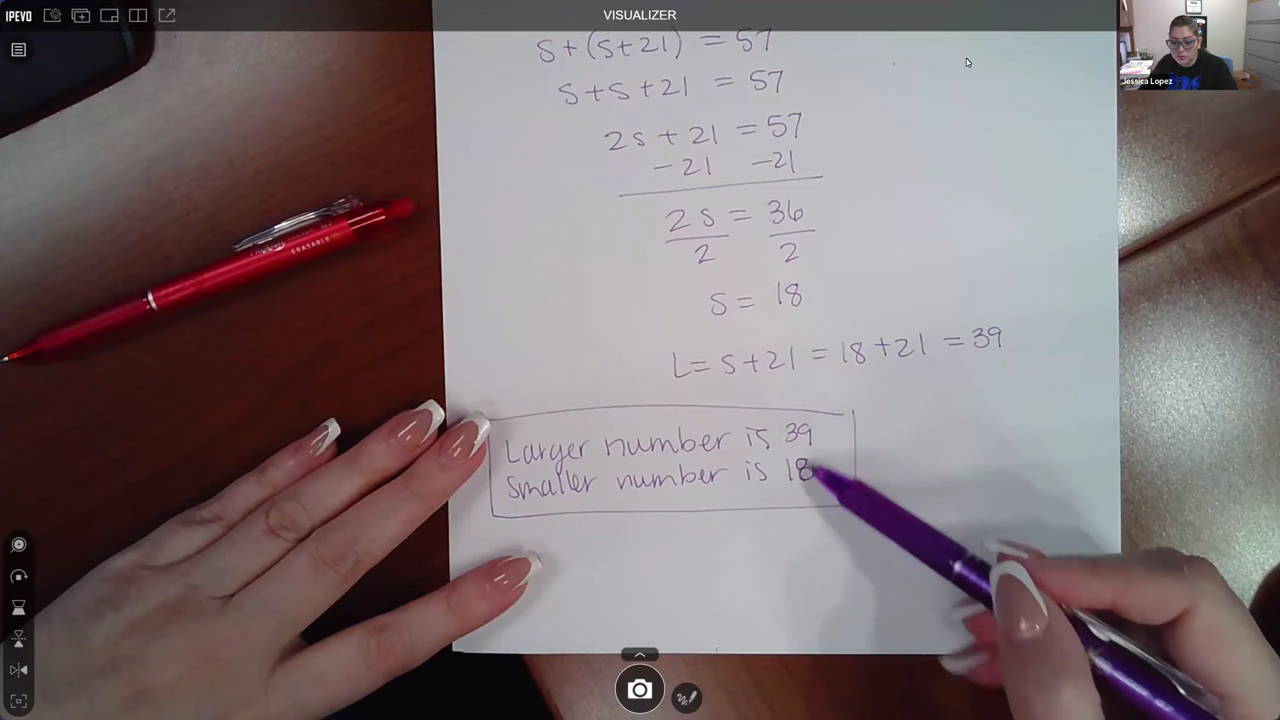 IPEVO
VISUALIZER
Jessica Lopez
s+(s+21) = 57
s+s+21 = 57
2s+21 = 57
-21 -21
2s = 36
2 2
s = 18
L= s+21 = 18+21 = 39
Larger number is 39
Smaller number is 18
ERASABLE